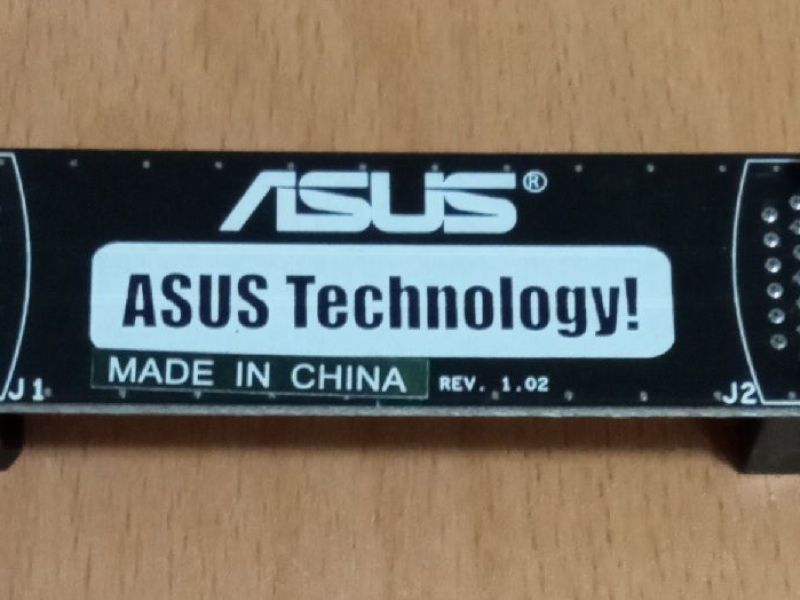 ASUS®
ASUS Technology!
MADE IN CHINA
REV. 1.02
J1
J2